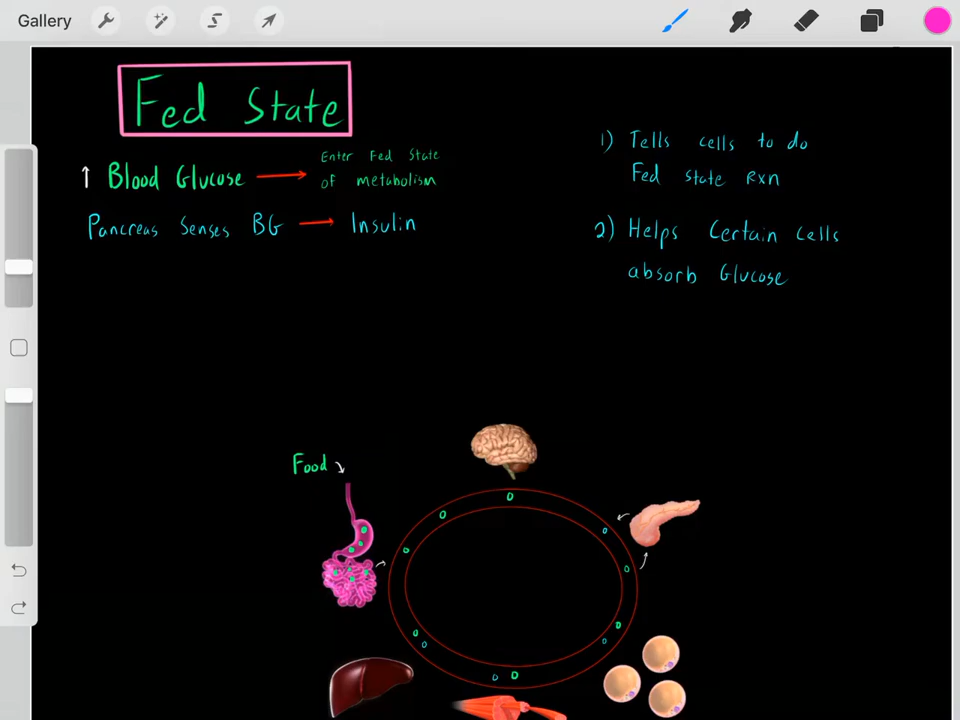 Gallery
Fed State
↑ Blood Glucose → Enter Fed State
of metabolism
Pancreas Senses BG → Insulin
1) Tells cells to do
Fed state Rxn
2) Helps Certain cells
absorb Glucose
Food